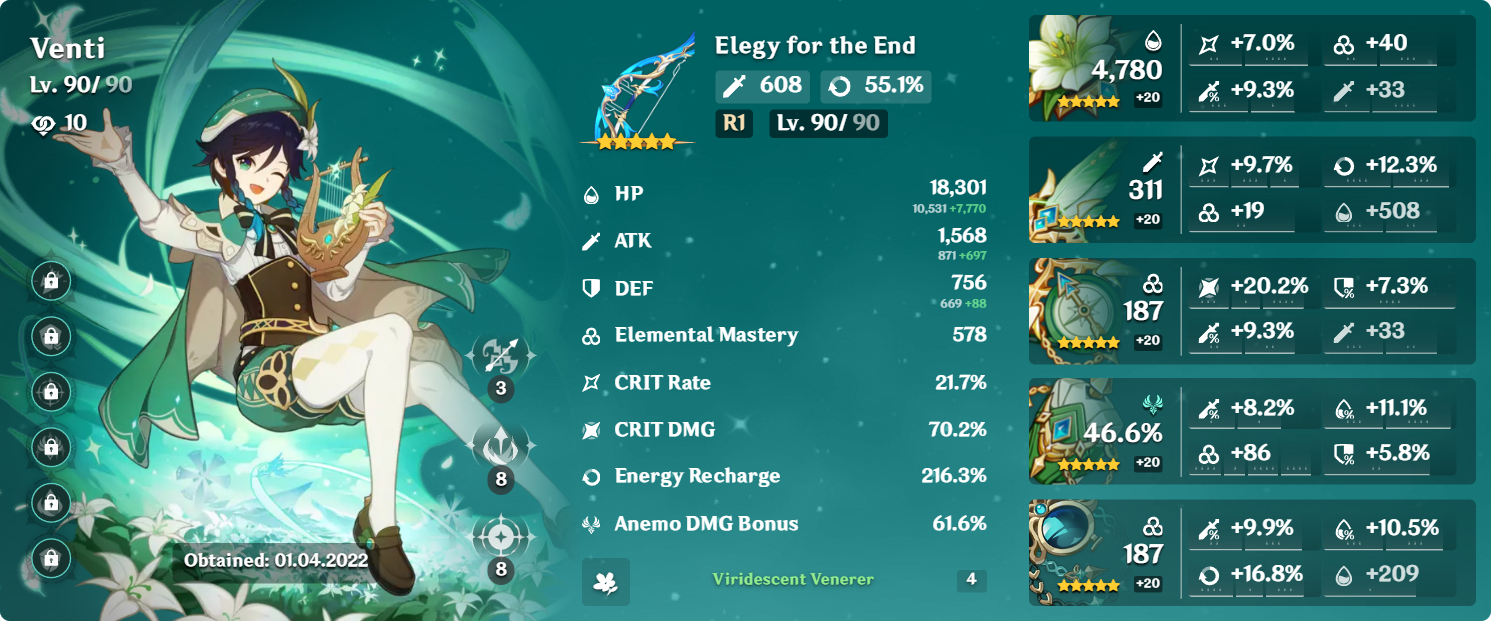 Venti
Lv. 90/ 90
10
3
8
8
Obtained: 01.04.2022
Elegy for the End
608 55.1%
R1 Lv. 90/ 90
HP 18,301
10,531 +7,770
ATK 1,568
871 +697
DEF 756
669 +88
Elemental Mastery 578
CRIT Rate 21.7%
CRIT DMG 70.2%
Energy Recharge 216.3%
Anemo DMG Bonus 61.6%
Viridescent Venerer 4
4,780
+20
+7.0% +40
+9.3% +33
311
+20
+9.7% +12.3%
+19 +508
187
+20
+20.2% +7.3%
+9.3% +33
46.6%
+20
+8.2% +11.1%
+86 +5.8%
187
+20
+9.9% +10.5%
+16.8% +209